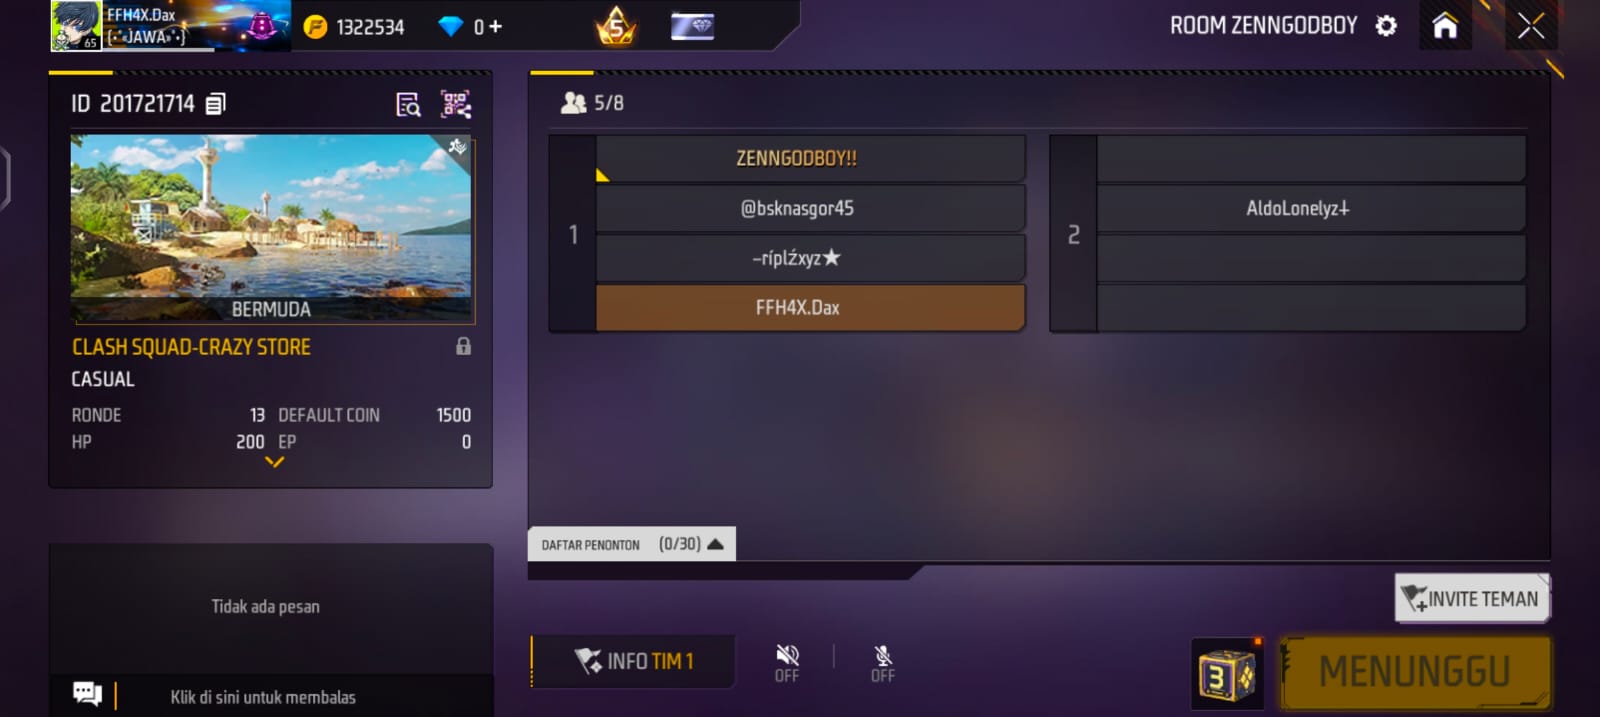 FFH4X.Dax
65
1322534
0 +
5
ROOM ZENNGODBOY
ID 201721714
BERMUDA
CLASH SQUAD-CRAZY STORE
CASUAL
RONDE 13 DEFAULT COIN 1500
HP 200 EP 0
5/8
1
ZENNGODBOY!!
@bsknasgor45
–ríplźxyz★
FFH4X.Dax
2
AldoLonelyz⸸
DAFTAR PENONTON (0/30)
Tidak ada pesan
Klik di sini untuk membalas
INFO TIM 1
OFF
OFF
INVITE TEMAN
3
MENUNGGU